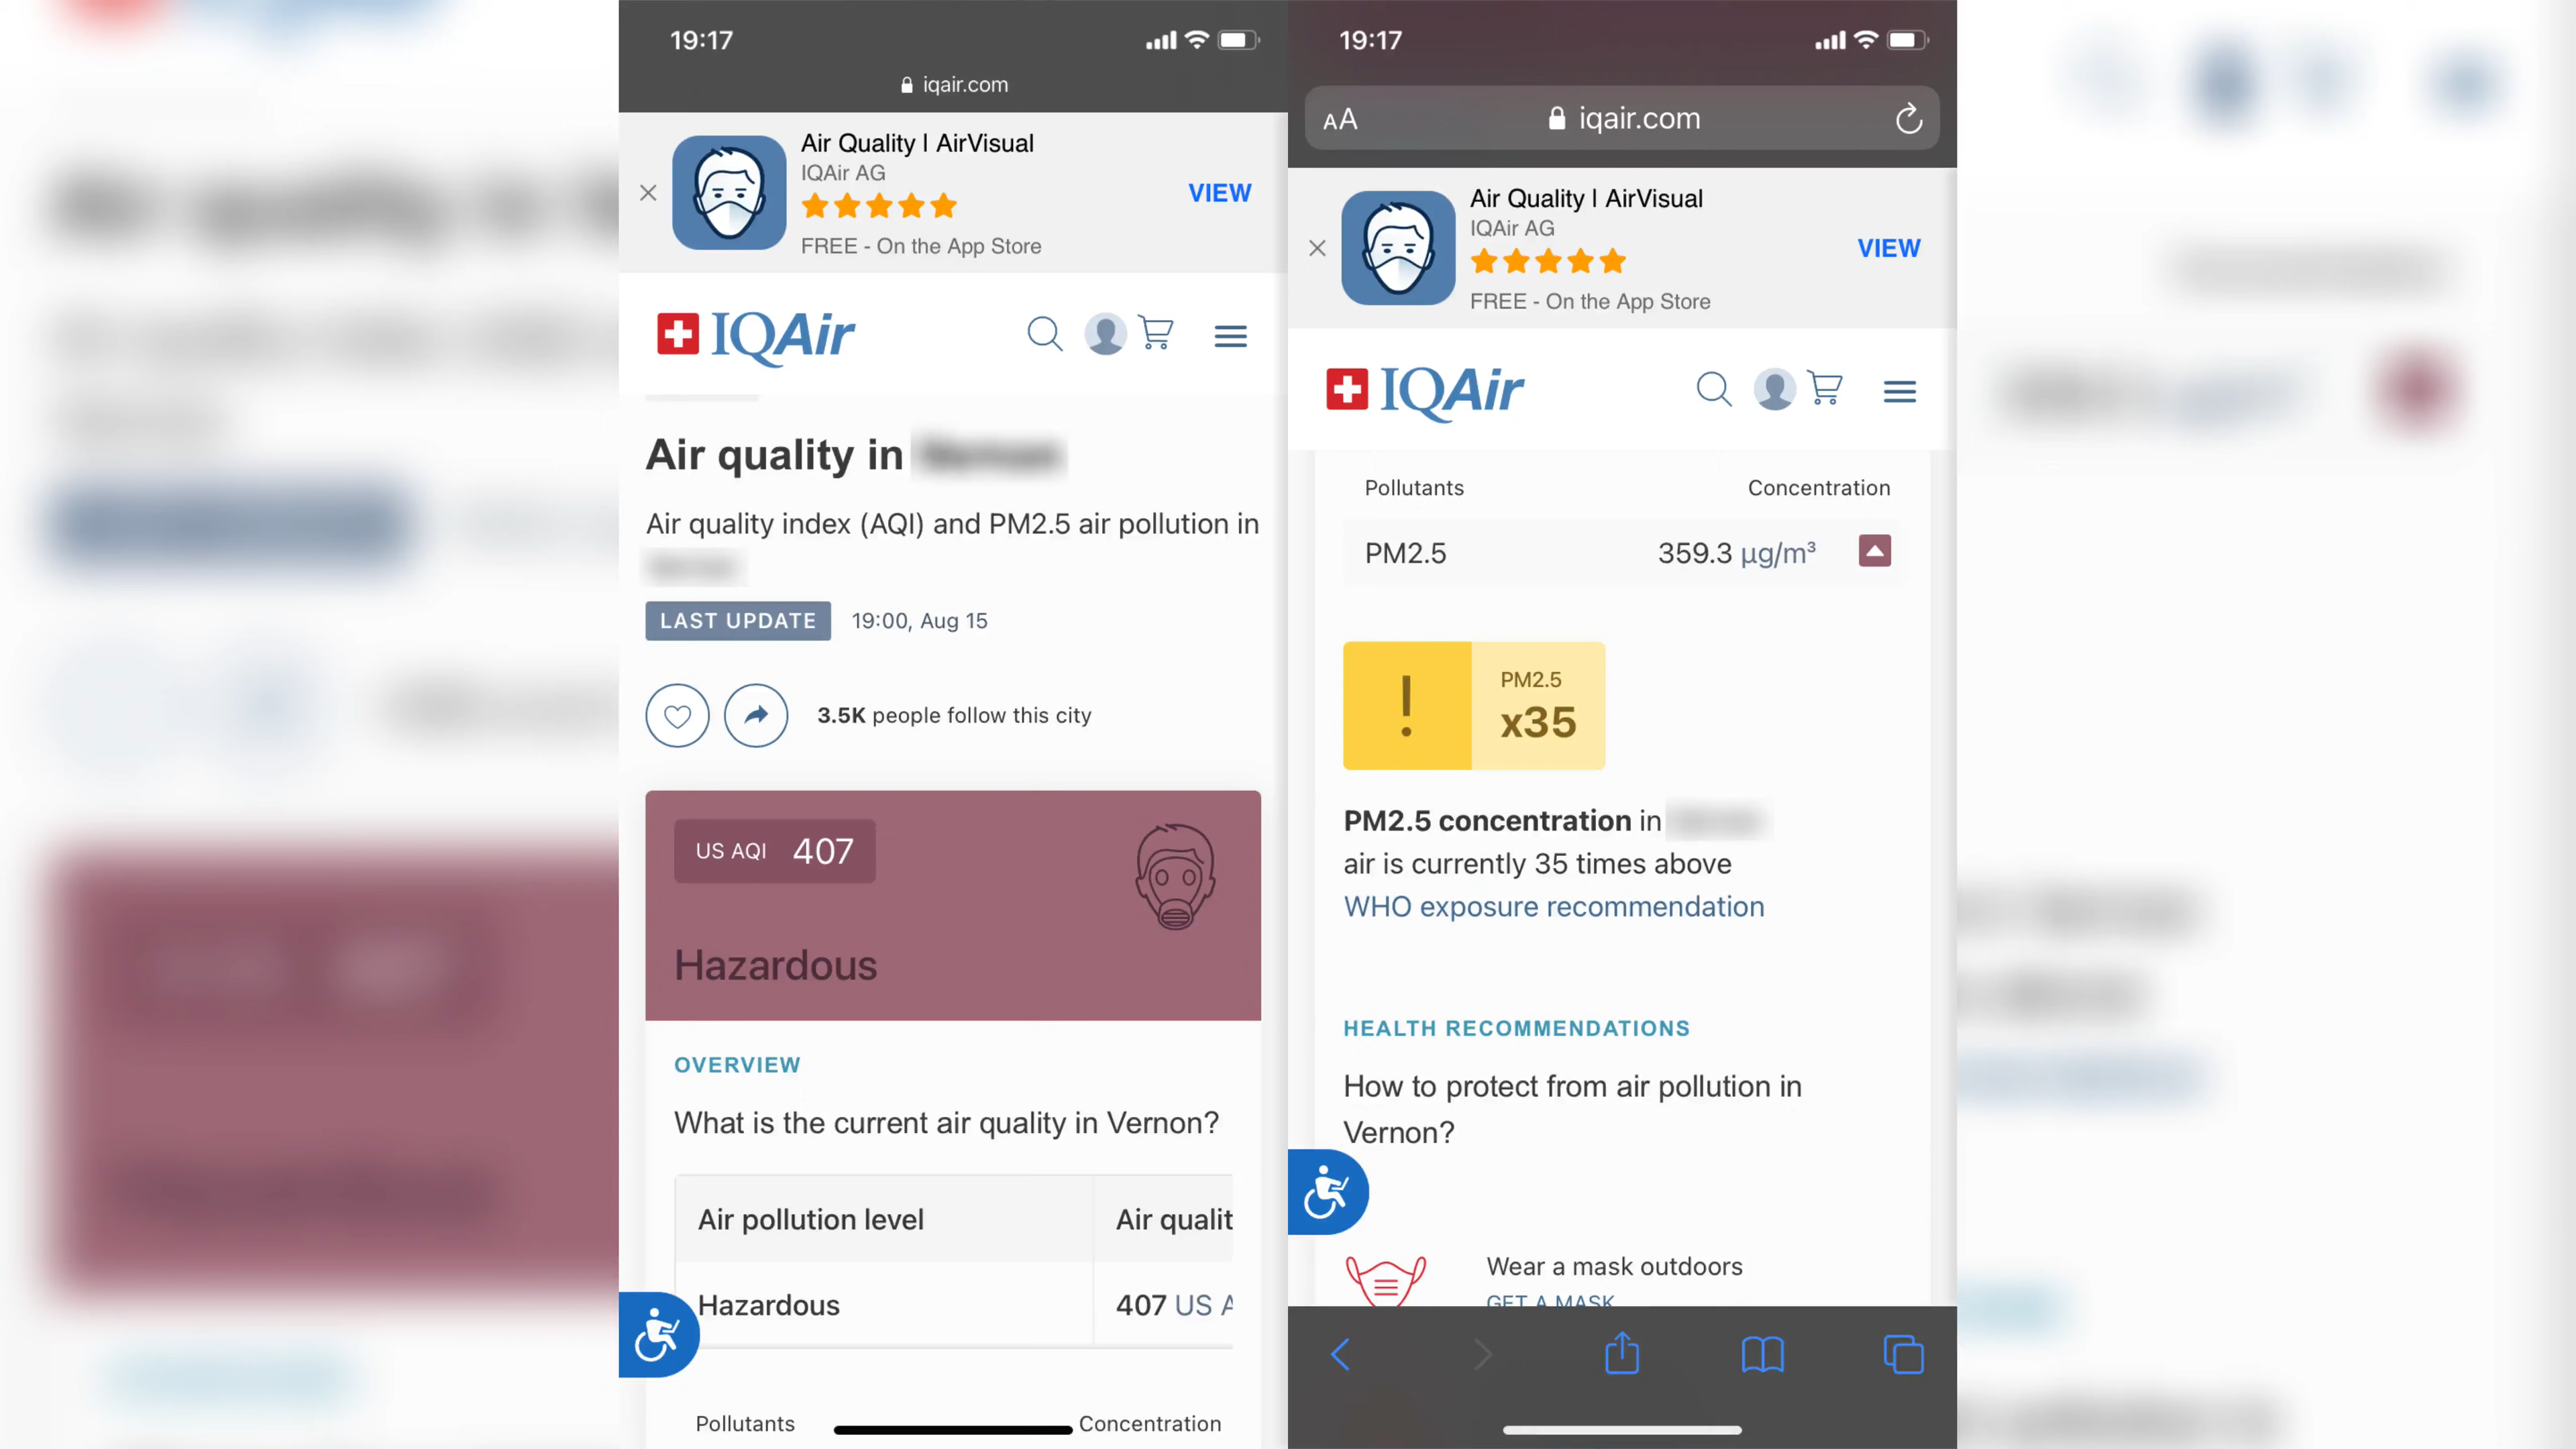 19:17
iqair.com
Air Quality | AirVisual
IQAir AG
VIEW
FREE - On the App Store
IQAir
Air quality in
Air quality index (AQI) and PM2.5 air pollution in
LAST UPDATE 19:00, Aug 15
3.5K people follow this city
US AQI 407
Hazardous
OVERVIEW
What is the current air quality in Vernon?
Air pollution level Air qualit
Hazardous 407 US A
Pollutants Concentration
19:17
AA iqair.com
Air Quality | AirVisual
IQAir AG
VIEW
FREE - On the App Store
IQAir
Pollutants Concentration
PM2.5 359.3 µg/m³
! PM2.5
x35
PM2.5 concentration in
air is currently 35 times above
WHO exposure recommendation
HEALTH RECOMMENDATIONS
How to protect from air pollution in
Vernon?
Wear a mask outdoors
GET A MASK